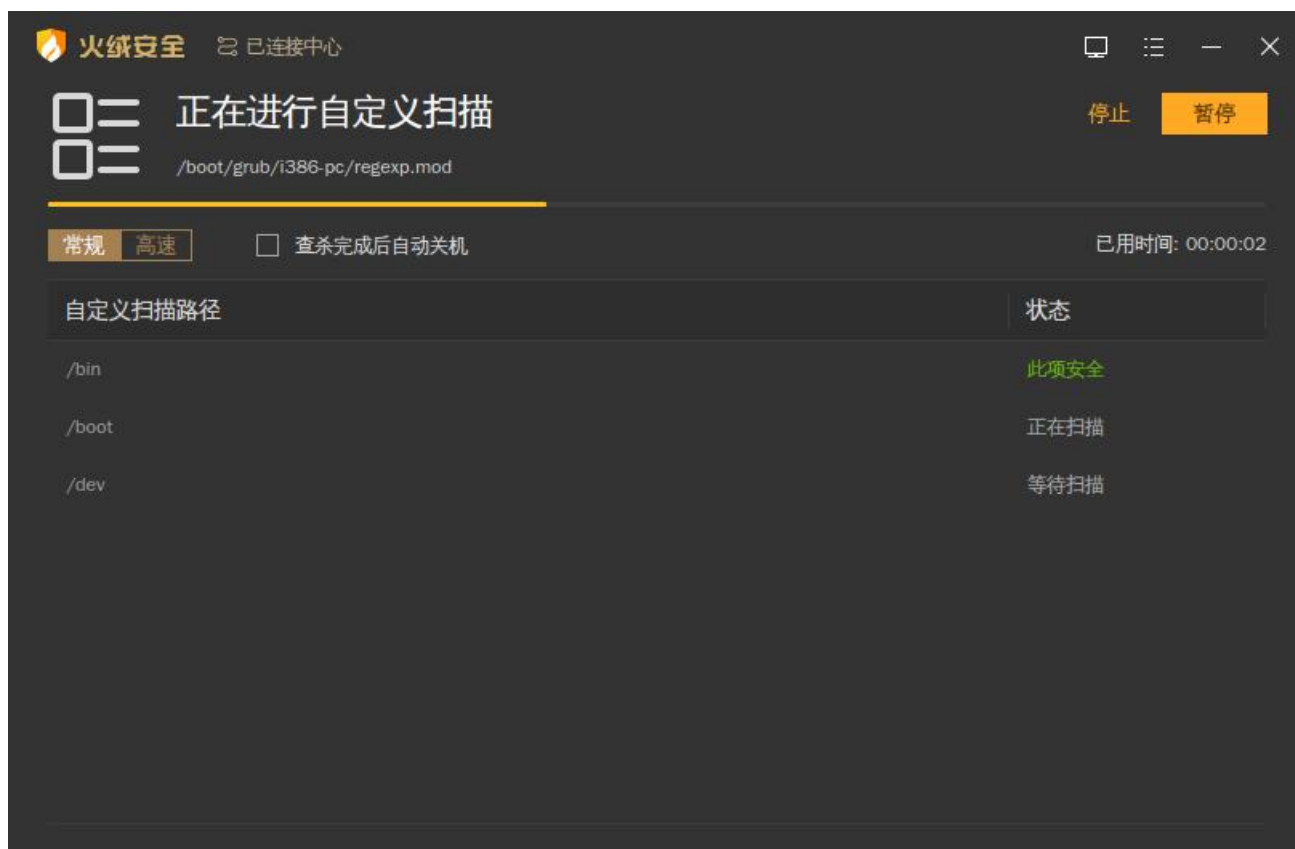 火绒安全 已连接中心
正在进行自定义扫描
停止 暂停
/boot/grub/i386-pc/regexp.mod
常规 高速 查杀完成后自动关机 已用时间: 00:00:02
自定义扫描路径 状态
/bin 此项安全
/boot 正在扫描
/dev 等待扫描